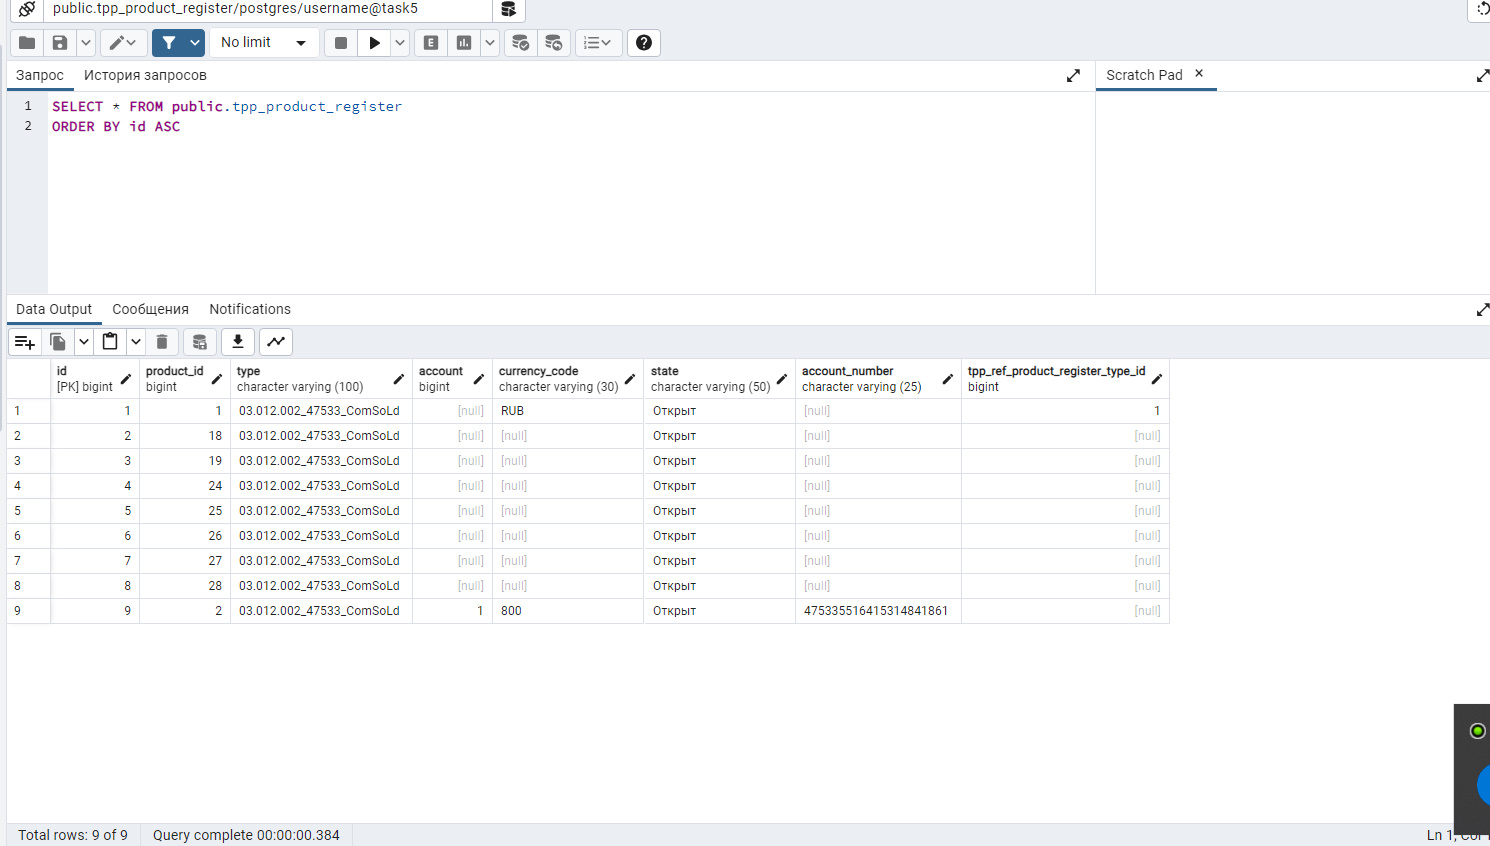 public.tpp_product_register/postgres/username@task5
No limit
E
Запрос История запросов
Scratch Pad
1 SELECT * FROM public.tpp_product_register
2 ORDER BY id ASC
Data Output Сообщения Notifications
id product_id type account currency_code state account_number tpp_ref_product_register_type_id
[PK] bigint bigint character varying (100) bigint character varying (30) character varying (50) character varying (25) bigint
1 1 1 03.012.002_47533_ComSoLd [null] RUB Открыт [null] 1
2 2 18 03.012.002_47533_ComSoLd [null] [null] Открыт [null] [null]
3 3 19 03.012.002_47533_ComSoLd [null] [null] Открыт [null] [null]
4 4 24 03.012.002_47533_ComSoLd [null] [null] Открыт [null] [null]
5 5 25 03.012.002_47533_ComSoLd [null] [null] Открыт [null] [null]
6 6 26 03.012.002_47533_ComSoLd [null] [null] Открыт [null] [null]
7 7 27 03.012.002_47533_ComSoLd [null] [null] Открыт [null] [null]
8 8 28 03.012.002_47533_ComSoLd [null] [null] Открыт [null] [null]
9 9 2 03.012.002_47533_ComSoLd 1 800 Открыт 475335516415314841861 [null]
Total rows: 9 of 9 Query complete 00:00:00.384
Ln 1,